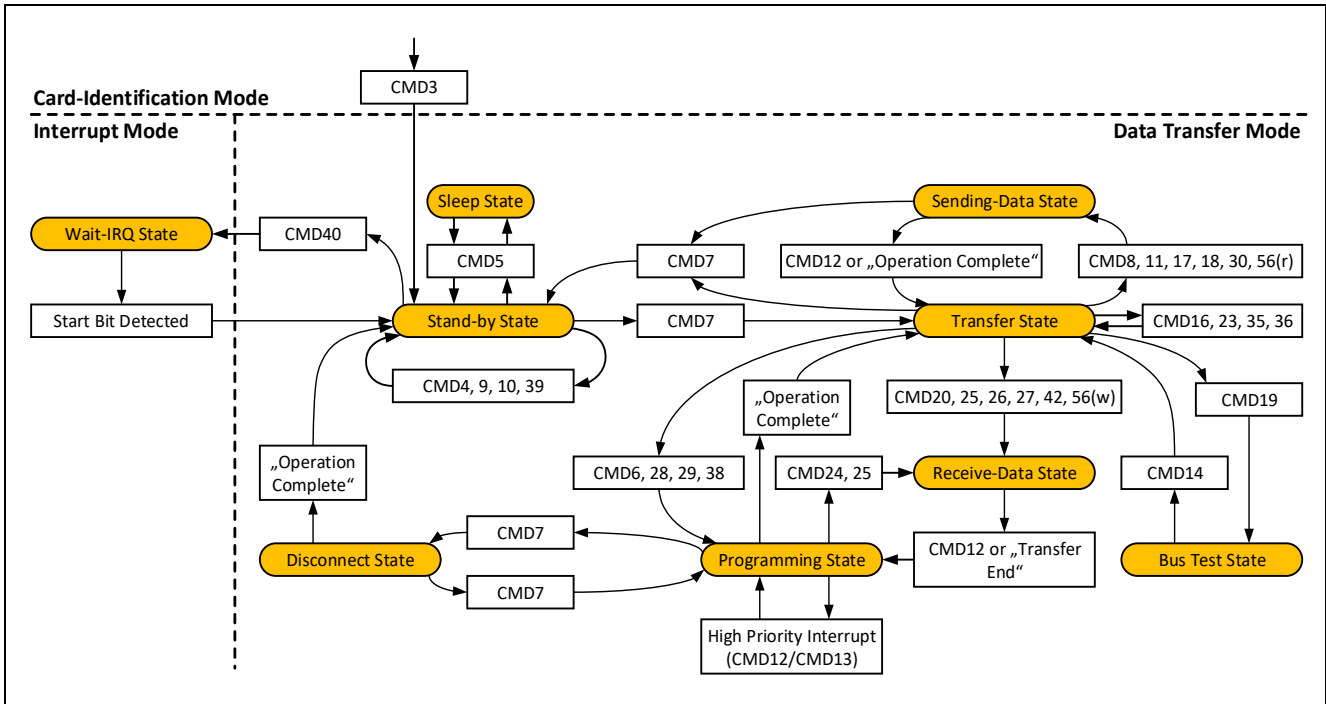 CMD3
Card-Identification Mode
Interrupt Mode
Data Transfer Mode
Sleep State
Sending-Data State
Wait-IRQ State
CMD40
CMD5
CMD7
CMD12 or „Operation Complete“
CMD8, 11, 17, 18, 30, 56(r)
Start Bit Detected
Stand-by State
CMD7
Transfer State
CMD16, 23, 35, 36
CMD4, 9, 10, 39
„Operation
Complete“
CMD20, 25, 26, 27, 42, 56(w)
CMD19
„Operation
Complete“
CMD6, 28, 29, 38
CMD24, 25
Receive-Data State
CMD14
CMD7
Disconnect State
Programming State
CMD12 or „Transfer
End“
Bus Test State
CMD7
High Priority Interrupt
(CMD12/CMD13)